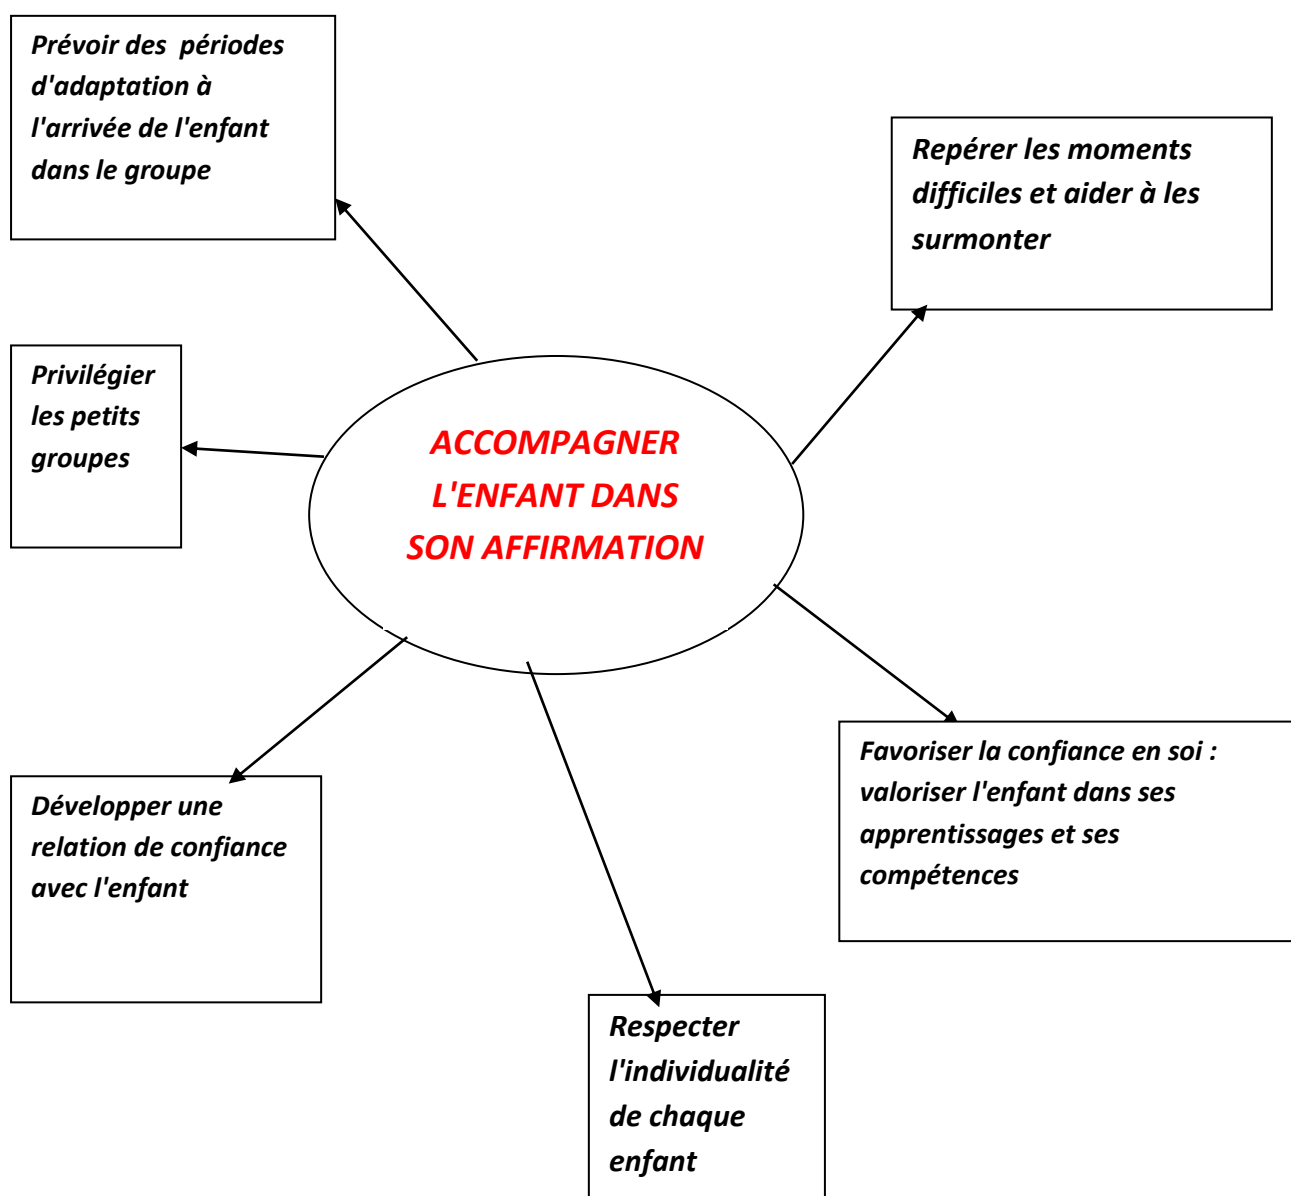 Prévoir des périodes
d'adaptation à
l'arrivée de l'enfant
dans le groupe
Repérer les moments
difficiles et aider à les
surmonter
Privilégier
les petits
groupes
ACCOMPAGNER
L'ENFANT DANS
SON AFFIRMATION
Favoriser la confiance en soi :
valoriser l'enfant dans ses
apprentissages et ses
compétences
Développer une
relation de confiance
avec l'enfant
Respecter
l'individualité
de chaque
enfant